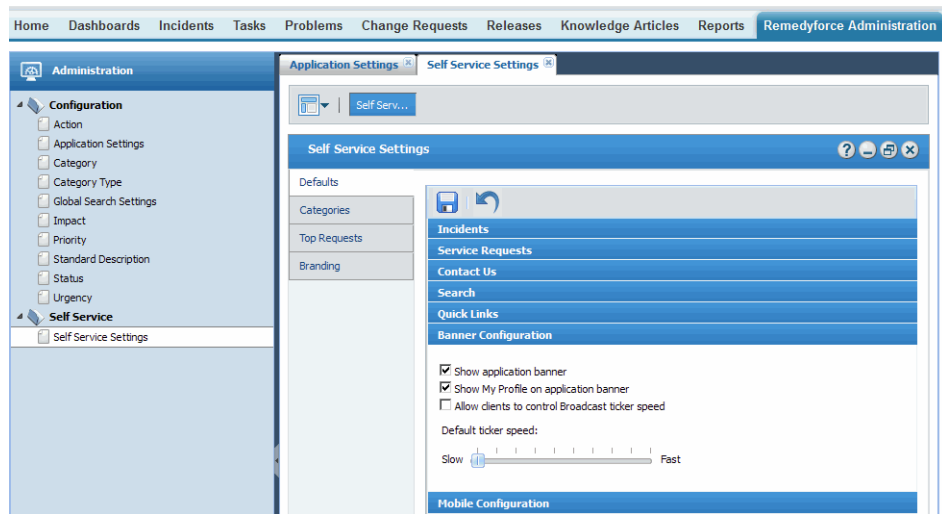 Home Dashboards Incidents Tasks Problems Change Requests Releases Knowledge Articles Reports Remedyforce Administration
Administration
Configuration
Action
Application Settings
Category
Category Type
Global Search Settings
Impact
Priority
Standard Description
Status
Urgency
Self Service
Self Service Settings
Application Settings Self Service Settings
Self Serv...
Self Service Settings
Defaults
Categories
Top Requests
Branding
Incidents
Service Requests
Contact Us
Search
Quick Links
Banner Configuration
Show application banner
Show My Profile on application banner
Allow clients to control Broadcast ticker speed
Default ticker speed:
Slow Fast
Mobile Configuration